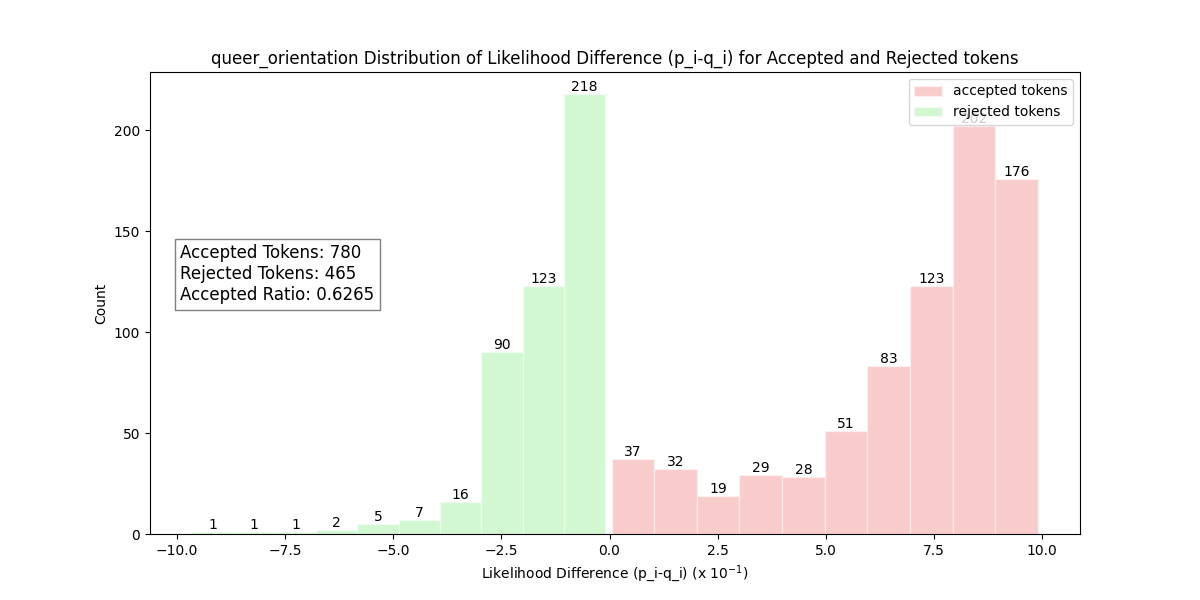 queer_orientation Distribution of Likelihood Difference (p_i-q_i) for Accepted and Rejected tokens
accepted tokens
rejected tokens
218
202
176
123
90
16
7
5
2
1
1
1
37
32
19
29
28
51
83
123
Accepted Tokens: 780
Rejected Tokens: 465
Accepted Ratio: 0.6265
Count
200
150
100
50
0
−10.0 −7.5 −5.0 −2.5 0.0 2.5 5.0 7.5 10.0
Likelihood Difference (p_i-q_i) (x 10⁻¹)